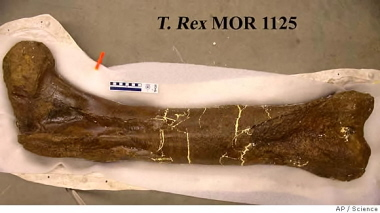 T. Rex MOR 1125
AP / Science